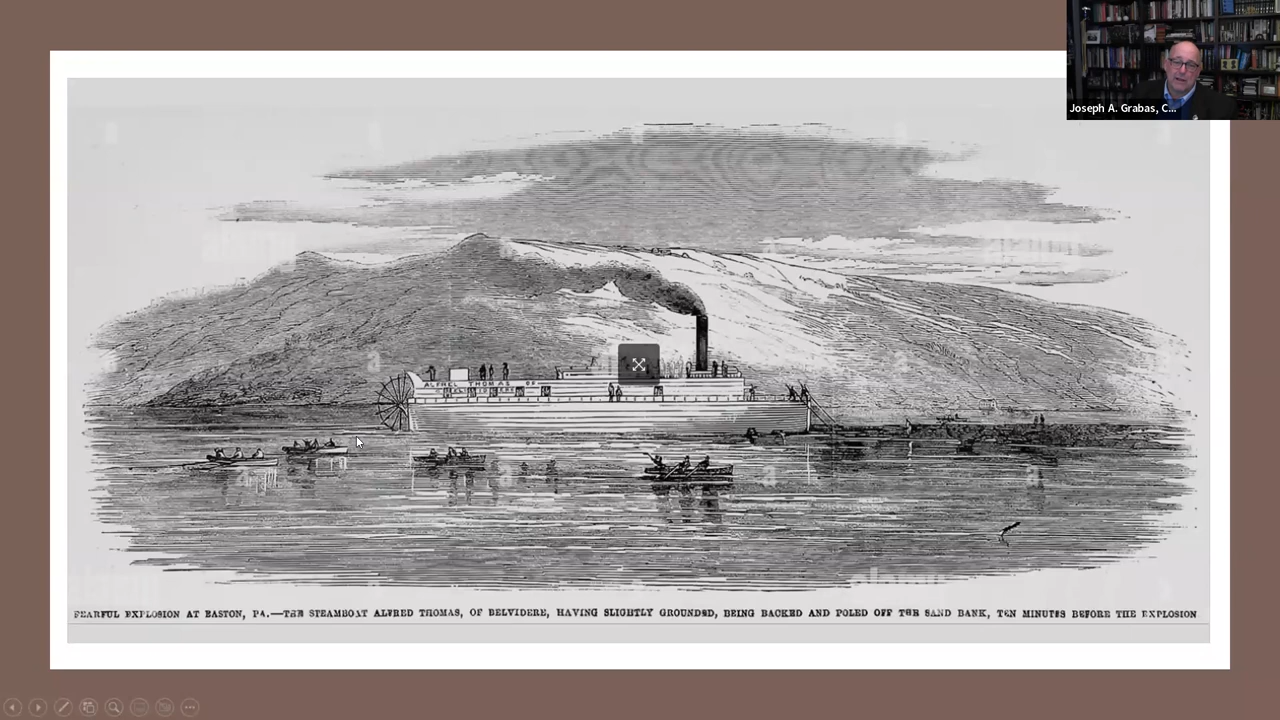 Joseph A. Grabas, C...
ALFRED THOMAS OF
FEARFUL EXPLOSION AT EASTON, PA.—THE STEAMBOAT ALFRED THOMAS, OF BELVIDERE, HAVING SLIGHTLY GROUNDED, BEING BACKED AND POLED OFF THE SAND BANK, TEN MINUTES BEFORE THE EXPLOSION